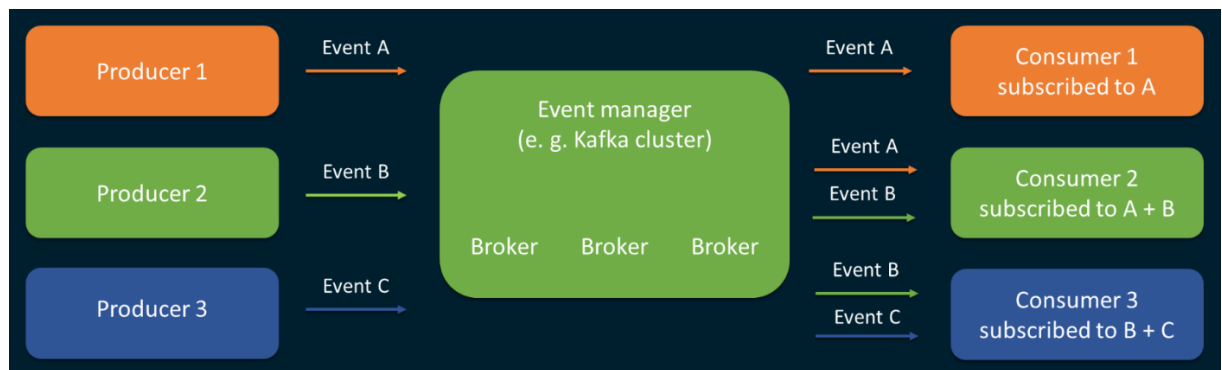 Producer 1
Event A
Producer 2
Event B
Producer 3
Event C
Event manager
(e. g. Kafka cluster)
Broker Broker Broker
Event A
Consumer 1
subscribed to A
Event A
Event B
Consumer 2
subscribed to A + B
Event B
Event C
Consumer 3
subscribed to B + C